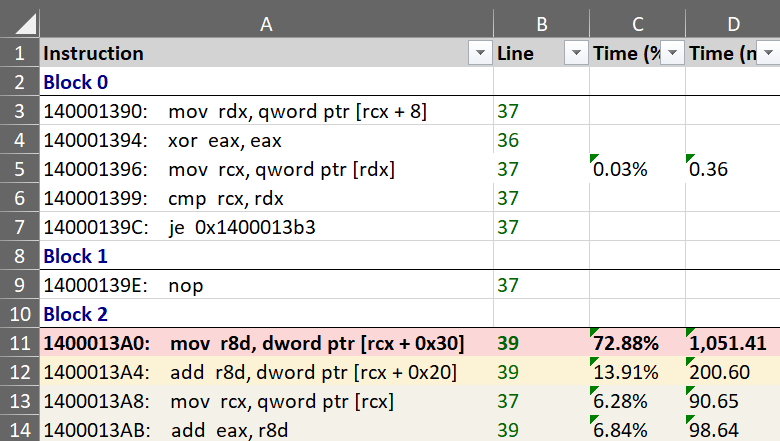 A B C D
1 Instruction Line Time (% Time (n
2 Block 0
3 140001390: mov rdx, qword ptr [rcx + 8] 37
4 140001394: xor eax, eax 36
5 140001396: mov rcx, qword ptr [rdx] 37 0.03% 0.36
6 140001399: cmp rcx, rdx 37
7 14000139C: je 0x1400013b3 37
8 Block 1
9 14000139E: nop 37
10 Block 2
11 1400013A0: mov r8d, dword ptr [rcx + 0x30] 39 72.88% 1,051.41
12 1400013A4: add r8d, dword ptr [rcx + 0x20] 39 13.91% 200.60
13 1400013A8: mov rcx, qword ptr [rcx] 37 6.28% 90.65
14 1400013AB: add eax, r8d 39 6.84% 98.64